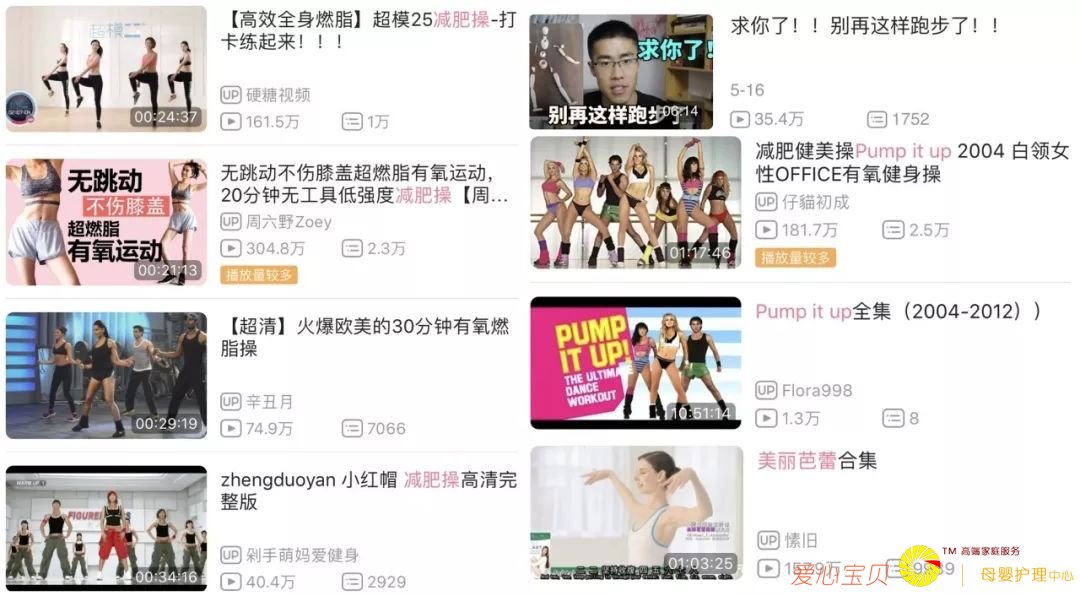 超模25
00:24:37
【高效全身燃脂】超模25减肥操-打
卡练起来！！！
UP 硬糖视频
161.5万 1万
无跳动
不伤膝盖
超燃脂
有氧运动
00:21:13
无跳动不伤膝盖超燃脂有氧运动，
20分钟无工具低强度减肥操【周...
UP 周六野Zoey
304.8万 2.3万
播放量较多
00:29:19
【超清】火爆欧美的30分钟有氧燃
脂操
UP 辛丑月
74.9万 7066
WARM UP
00:34:16
zhengduoyan 小红帽 减肥操高清完
整版
UP 剁手萌妈爱健身
40.4万 2929
求你了!
别再这样跑步了
06:14
求你了！！别再这样跑步了！！
5-16
35.4万 1752
01:17:46
减肥健美操Pump it up 2004 白领女
性OFFICE有氧健身操
UP 仔貓初成
181.7万 2.5万
播放量较多
PUMP
IT UP!
THE ULTIMATE
DANCE
WORKOUT
10:51:14
Pump it up全集（2004-2012））
UP Flora998
1.3万 8
01:03:25
美丽芭蕾合集
UP 愫旧
爱心宝贝 TM 高端家庭服务
母婴护理中心